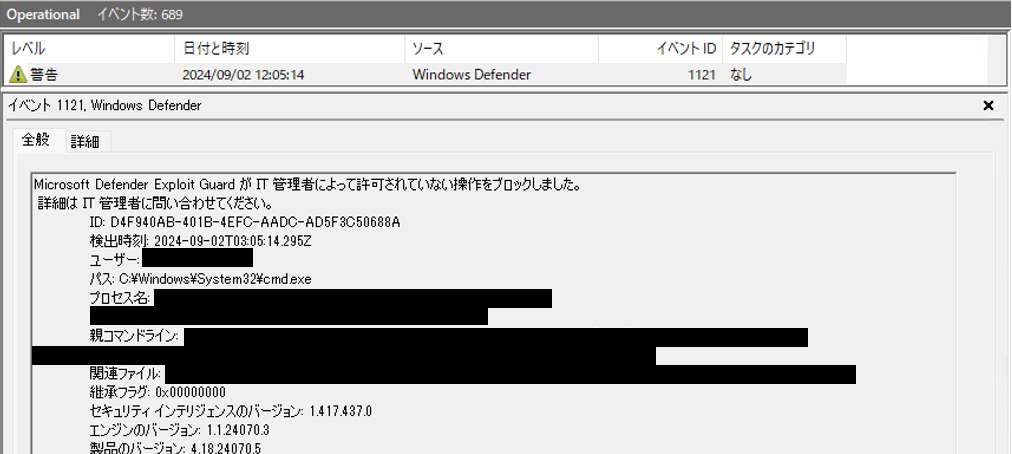 Operational イベント数: 689
レベル 日付と時刻 ソース イベント ID タスクのカテゴリ
警告 2024/09/02 12:05:14 Windows Defender 1121 なし
イベント 1121, Windows Defender
全般 詳細
Microsoft Defender Exploit Guard が IT 管理者によって許可されていない操作をブロックしました。
詳細は IT 管理者に問い合わせてください。
ID: D4F940AB-401B-4EFC-AADC-AD5F3C50688A
検出時刻: 2024-09-02T03:05:14.295Z
ユーザー:
パス: C:¥Windows¥System32¥cmd.exe
プロセス名:
親コマンドライン:
関連ファイル:
継承フラグ: 0x00000000
セキュリティ インテリジェンスのバージョン: 1.417.437.0
エンジンのバージョン: 1.1.24070.3
製品のバージョン: 4.18.24070.5